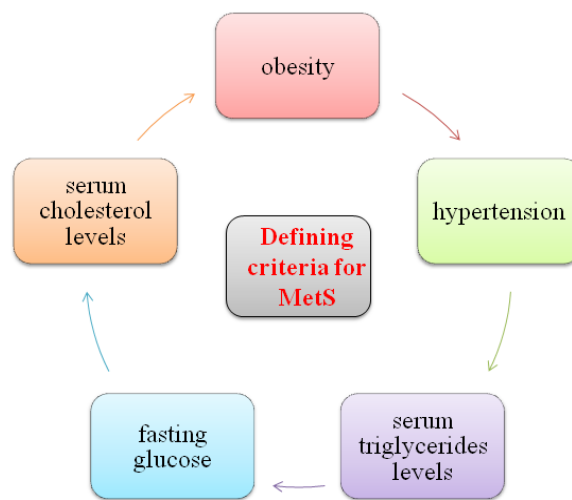 obesity
hypertension
serum
triglycerides
levels
fasting
glucose
serum
cholesterol
levels
Defining
criteria for
MetS